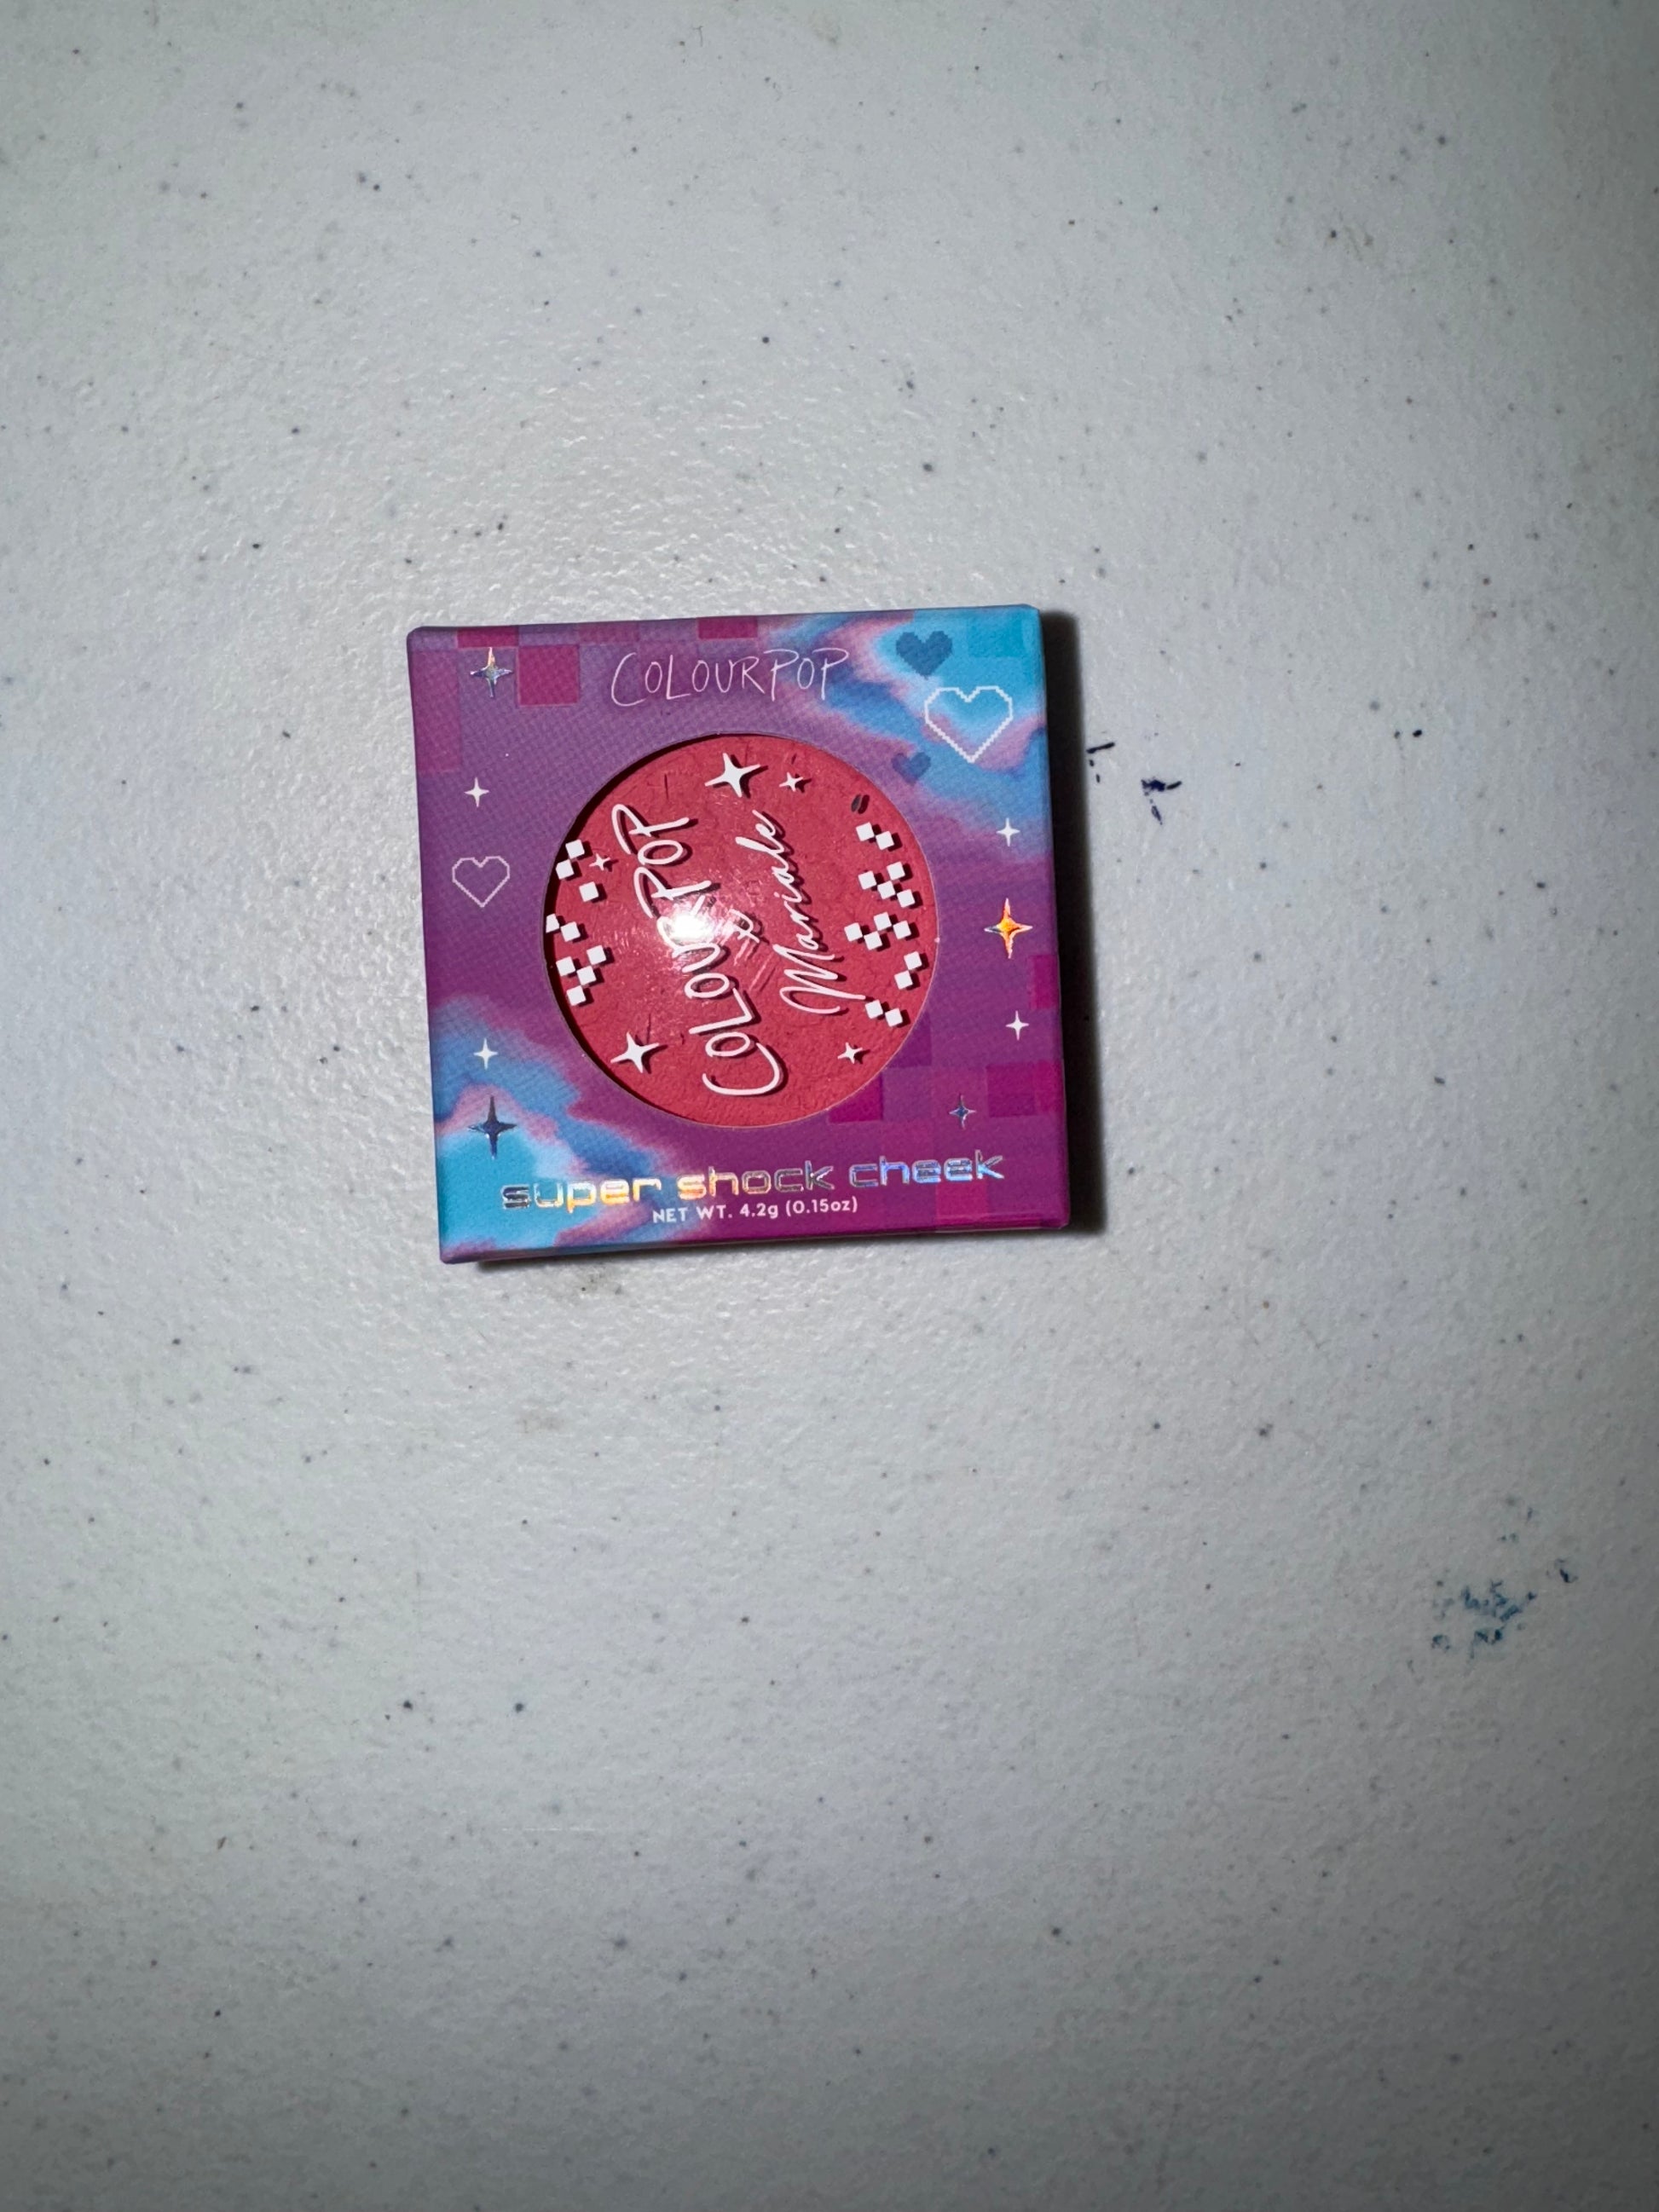 COLOURPOP
COLOURPOP
x
Mariale
super shock cheek
NET WT. 4.2g (0.15oz)